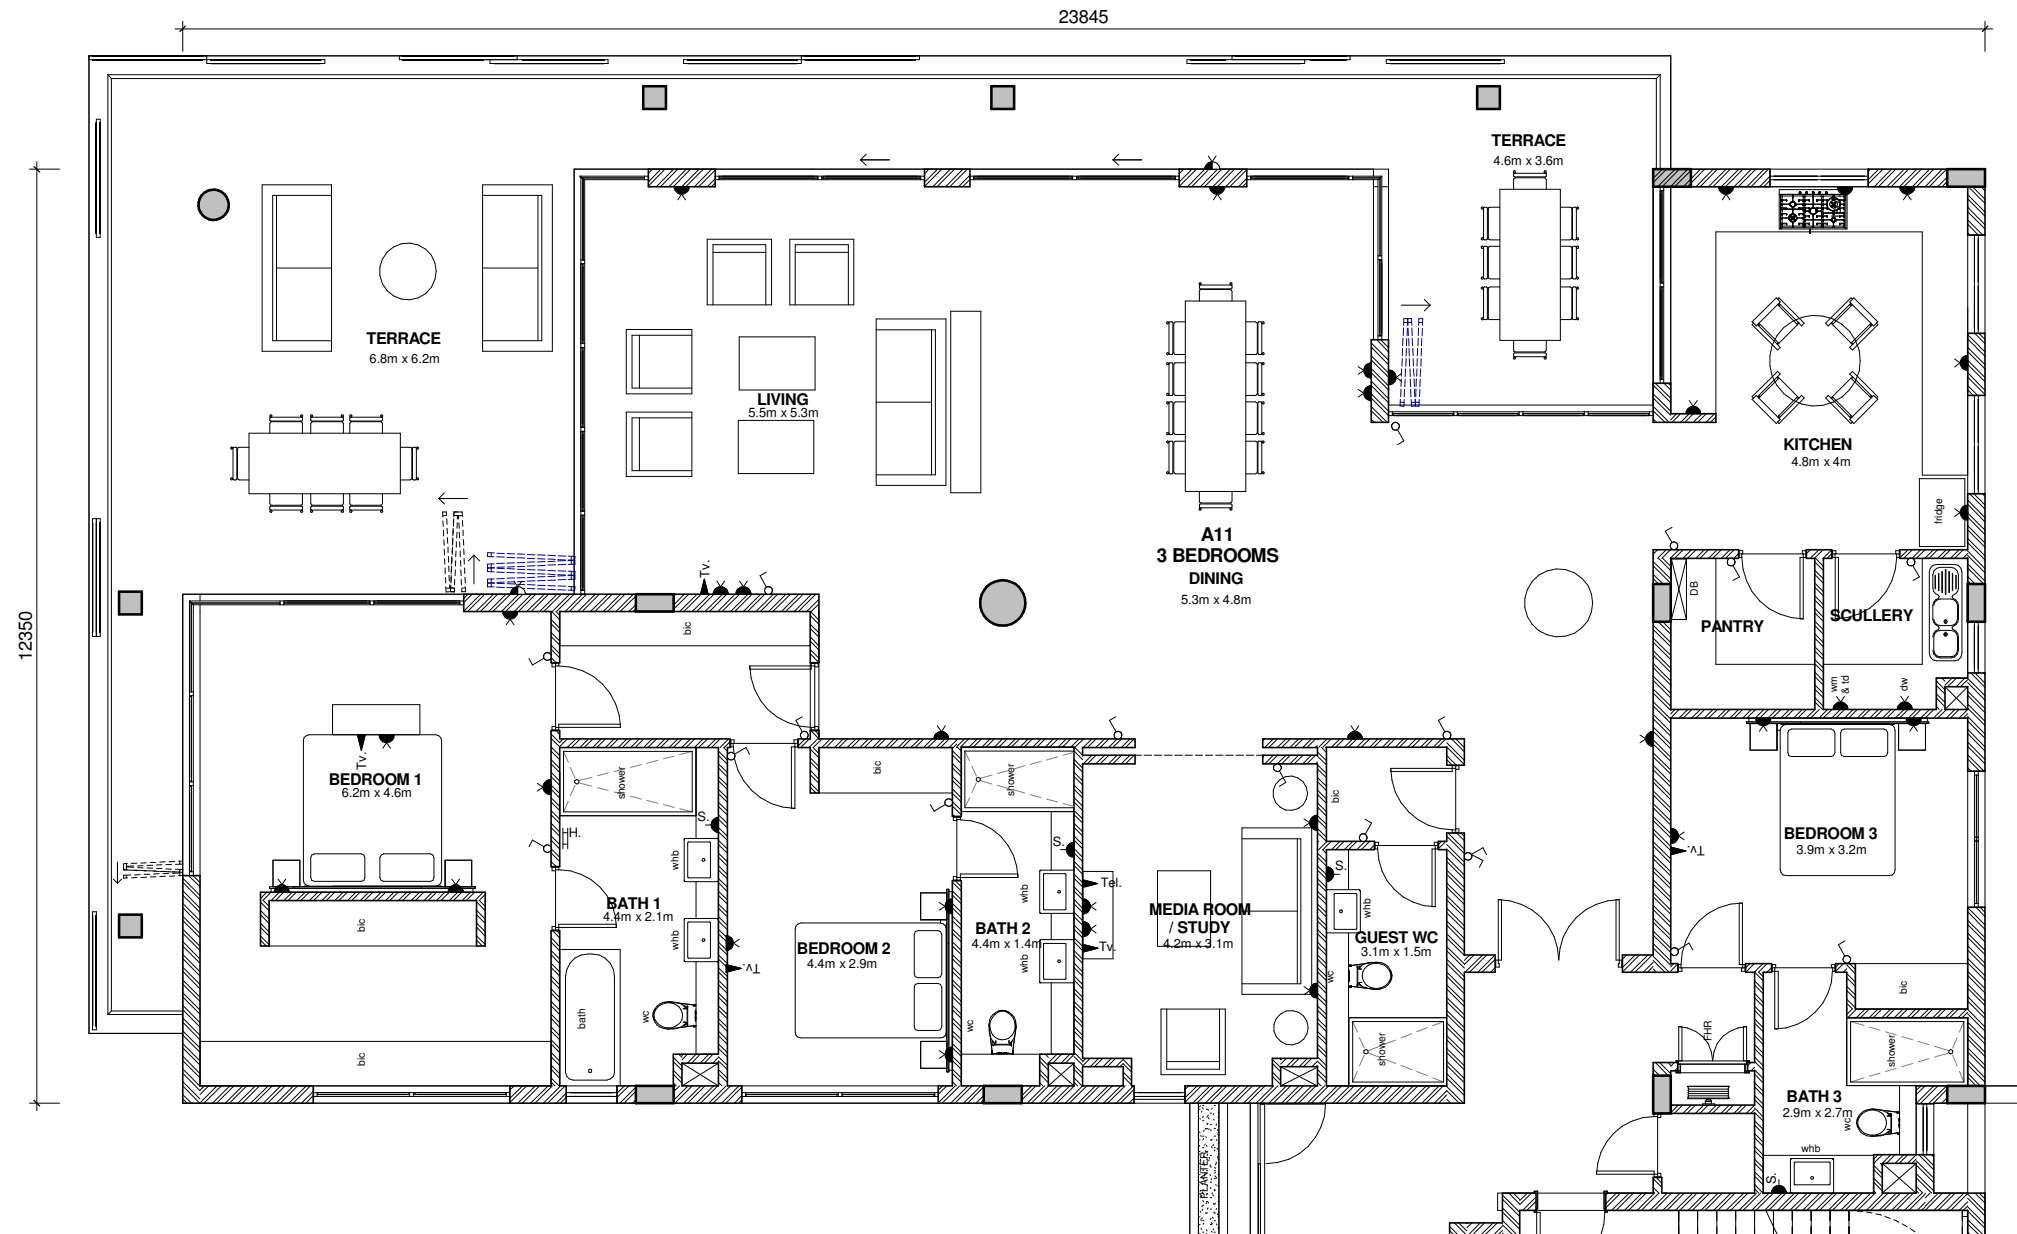 23845
12350
TERRACE
4.6m x 3.6m
TERRACE
6.8m x 6.2m
LIVING
5.5m x 5.3m
KITCHEN
4.8m x 4m
fridge
A11
3 BEDROOMS
DINING
5.3m x 4.8m
Tv.
bic
DB
PANTRY
SCULLERY
wm
& td
dw
Tv.
BEDROOM 1
6.2m x 4.6m
bic
bic
shower
H.
S.
whb
BATH 1
4.4m x 2.1m
whb
bath
wc
bic
Tv.
BEDROOM 2
4.4m x 2.9m
shower
S.
whb
BATH 2
4.4m x 1.4m
whb
wc
Tel.
MEDIA ROOM
/ STUDY
4.2m x 3.1m
Tv.
bic
S.
whb
GUEST WC
3.1m x 1.5m
wc
shower
Tv.
BEDROOM 3
3.9m x 3.2m
bic
FHR
shower
BATH 3
2.9m x 2.7m
wc
whb
S.
PLANTER